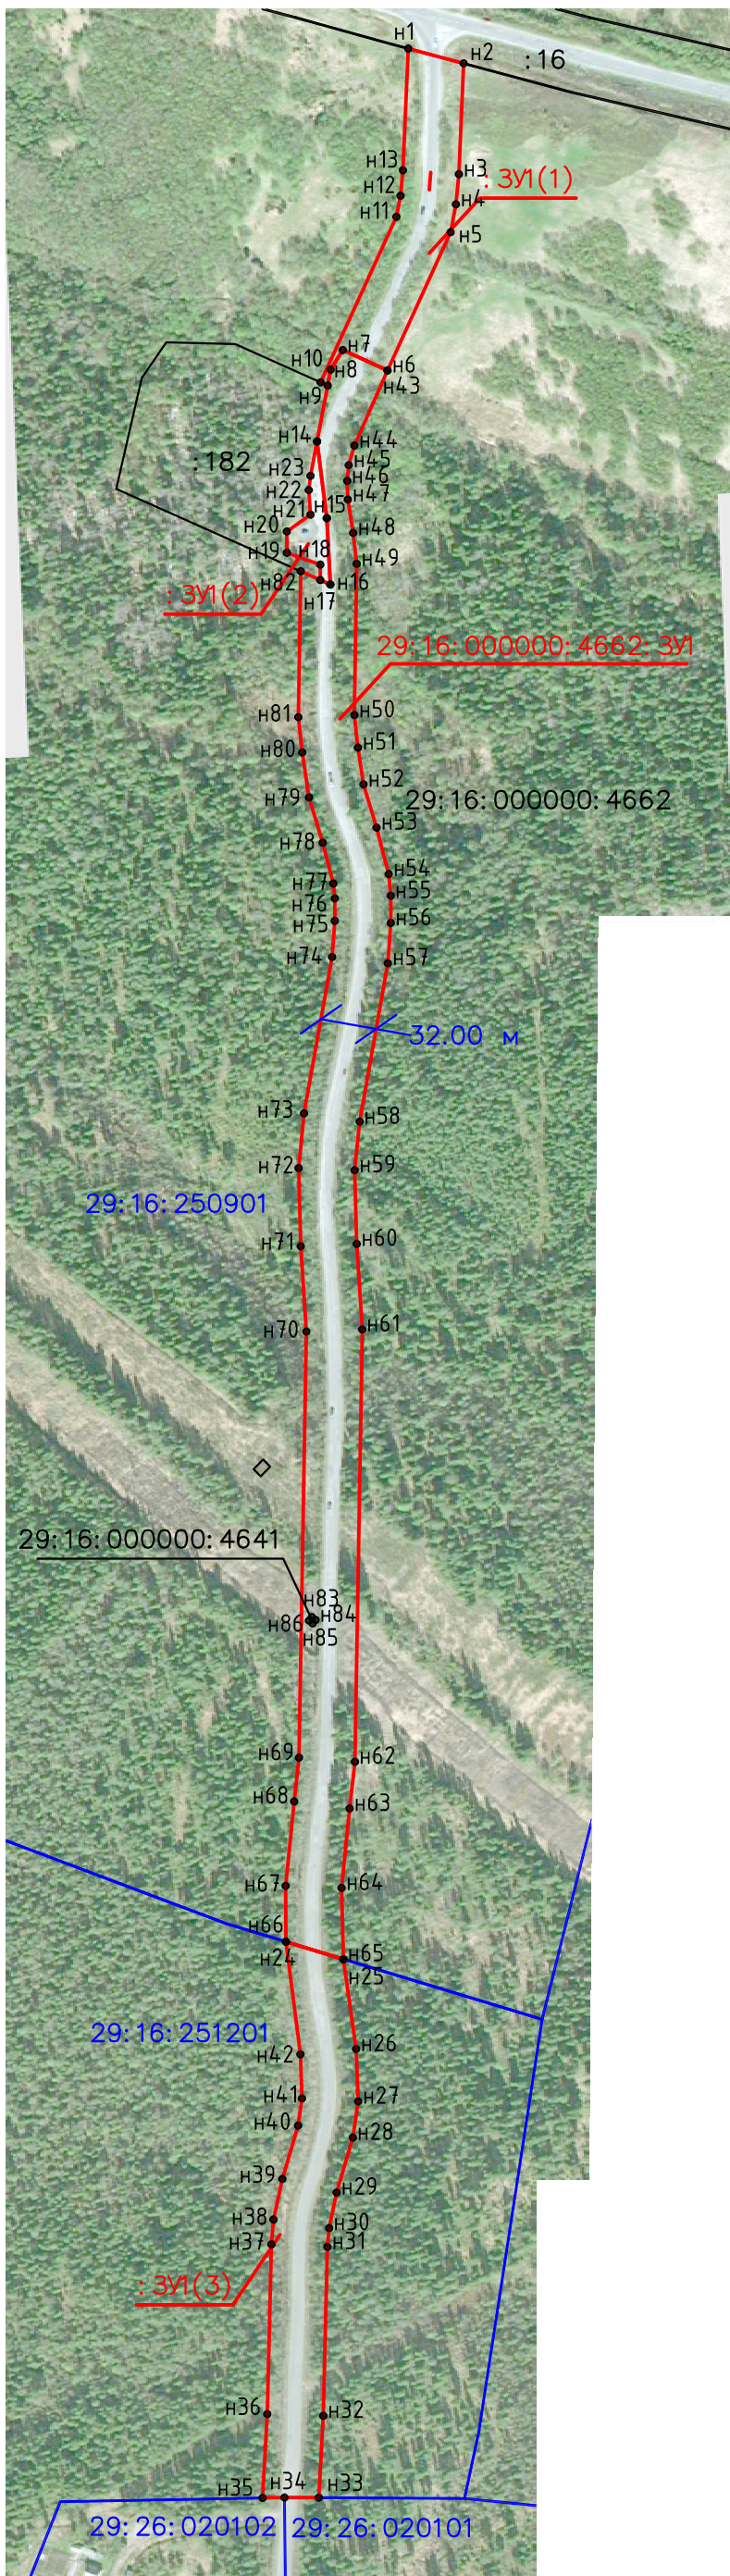 н1
н2
:16
н13
н3
:ЗУ1(1)
н12
н4
н11
н5
н7
н10
н6
н8
н43
н9
н14
н44
:182
н45
н23
н46
н22
н47
н21
н15
н20
н48
н19
н18
н49
н82
н16
:ЗУ1(2)
н17
29:16:000000:4662:ЗУ1
н81
н50
н80
н51
н52
н79
29:16:000000:4662
н53
н78
н54
н77
н55
н76
н75
н56
н74
н57
32.00 м
н73
н58
н72
н59
29:16:250901
н71
н60
н70
н61
29:16:000000:4641
н83
н86
н84
н85
н69
н62
н68
н63
н67
н64
н66
н24
н65
н25
29:16:251201
н42
н26
н41
н27
н40
н28
н39
н29
н38
н30
н37
н31
:ЗУ1(3)
н36
н32
н35
н34
н33
29:26:020102
29:26:020101